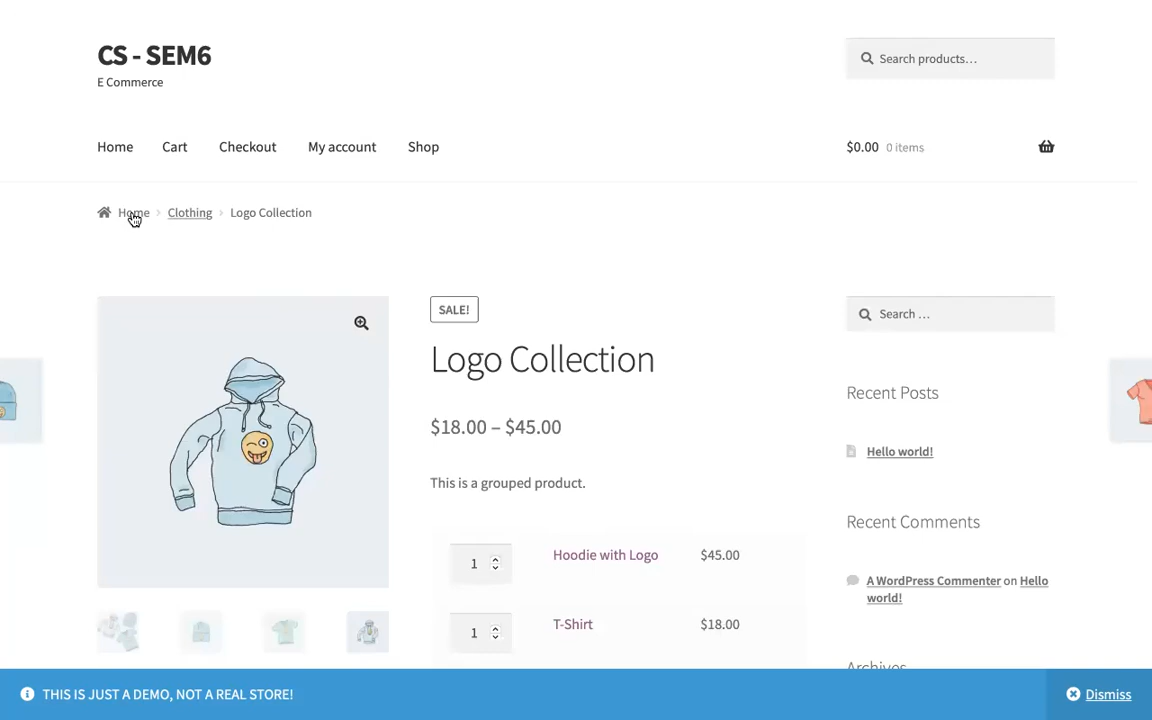 CS - SEM6
E Commerce
Search products…
Home Cart Checkout My account Shop
$0.00 0 items
Home › Clothing › Logo Collection
SALE!
Logo Collection
$18.00 – $45.00
This is a grouped product.
1 Hoodie with Logo $45.00
1 T-Shirt $18.00
Search …
Recent Posts
Hello world!
Recent Comments
A WordPress Commenter on Hello
world!
Archives
THIS IS JUST A DEMO, NOT A REAL STORE!
Dismiss